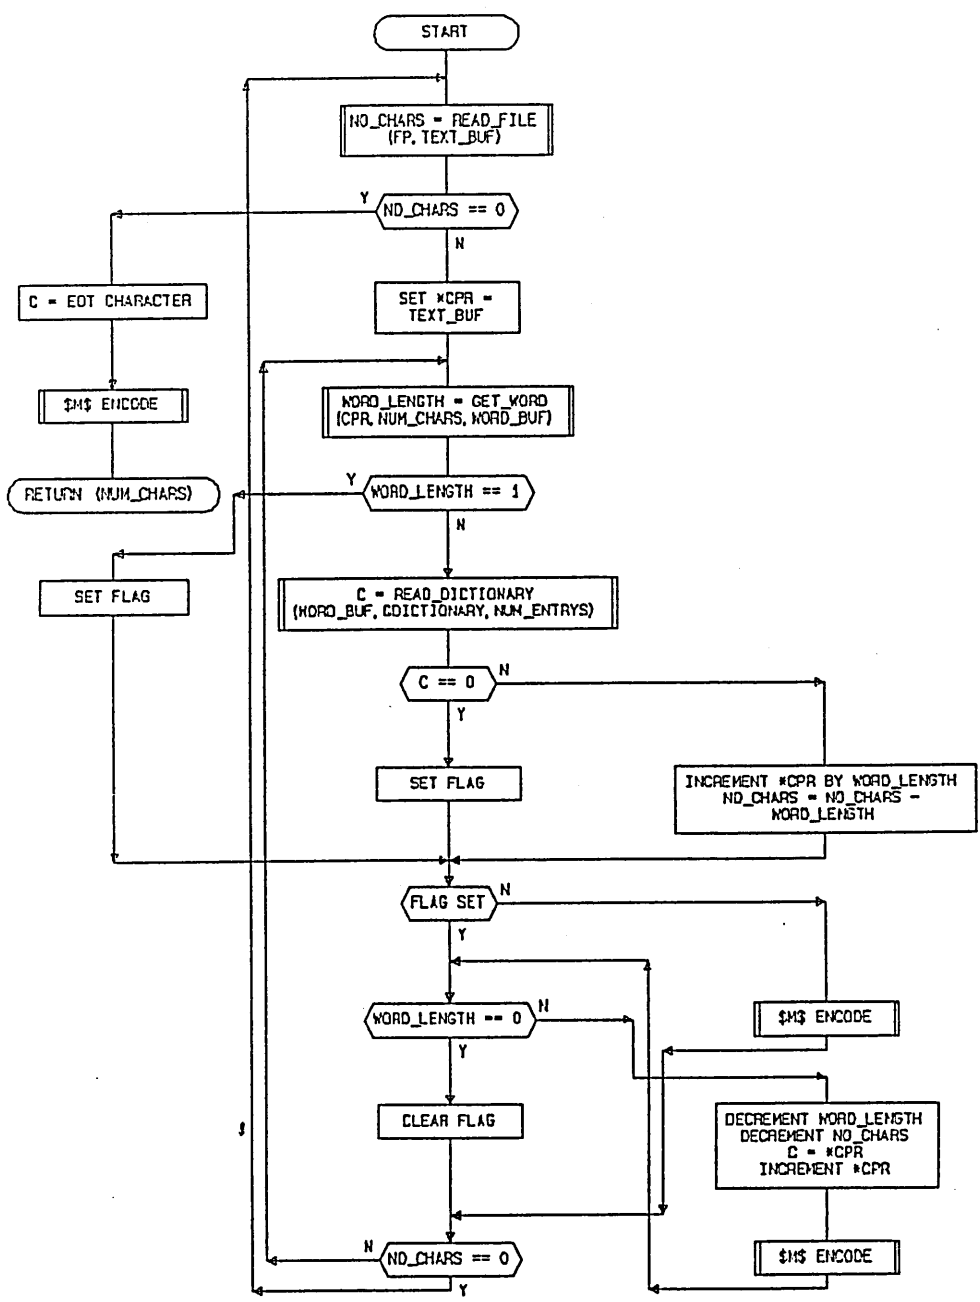 START
NO_CHARS = READ_FILE
(FP, TEXT_BUF)
Y
NO_CHARS == 0
N
C = EOT CHARACTER
SET *CPR =
TEXT_BUF
$M$ ENCODE
WORD_LENGTH = GET_WORD
(CPR, NUM_CHARS, WORD_BUF)
RETURN (NUM_CHARS)
Y
WORD_LENGTH == 1
N
SET FLAG
C = READ_DICTIONARY
(WORD_BUF, CDICTIONARY, NUM_ENTRYS)
C == 0
N
Y
SET FLAG
INCREMENT *CPR BY WORD_LENGTH
NO_CHARS = NO_CHARS -
WORD_LENGTH
FLAG SET
N
Y
WORD_LENGTH == 0
N
$M$ ENCODE
Y
CLEAR FLAG
DECREMENT WORD_LENGTH
DECREMENT NO_CHARS
C = *CPR
INCREMENT *CPR
N
NO_CHARS == 0
$M$ ENCODE
Y